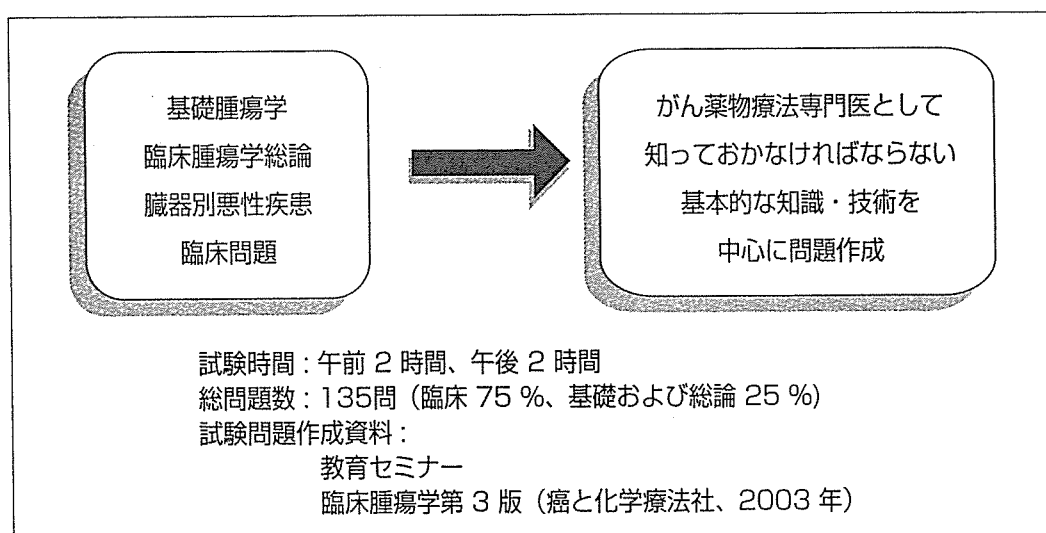 基礎腫瘍学
臨床腫瘍学総論
臓器別悪性疾患
臨床問題
がん薬物療法専門医として
知っておかなければならない
基本的な知識・技術を
中心に問題作成
試験時間：午前 2 時間、午後 2 時間
総問題数：135問（臨床 75 %、基礎および総論 25 %)
試験問題作成資料：
教育セミナー
臨床腫瘍学第 3 版（癌と化学療法社、2003 年）